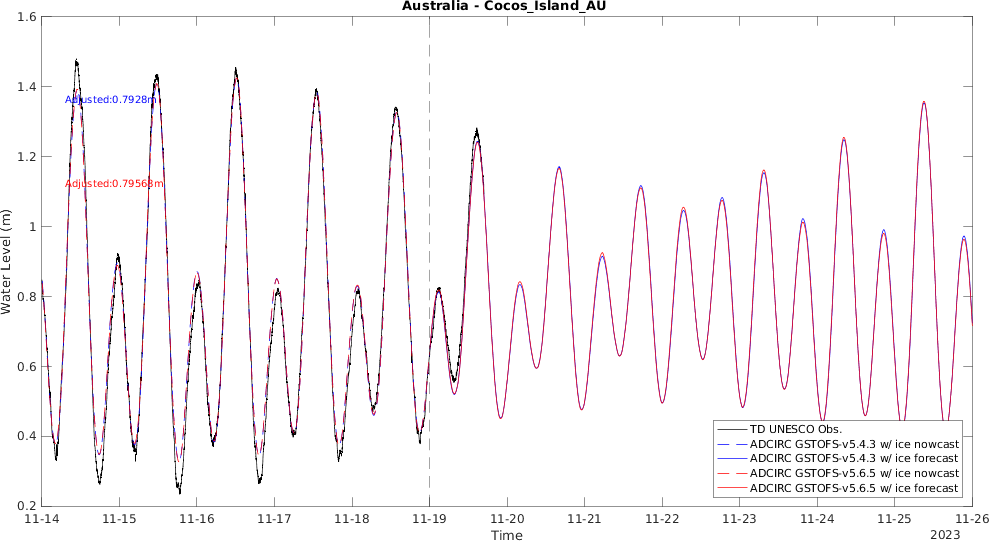 Australia - Cocos_Island_AU
1.6
1.4
1.2
1
0.8
0.6
0.4
0.2
Water Level (m)
Adjusted:0.7928m
Adjusted:0.79563m
TD UNESCO Obs.
ADCIRC GSTOFS-v5.4.3 w/ ice nowcast
ADCIRC GSTOFS-v5.4.3 w/ ice forecast
ADCIRC GSTOFS-v5.6.5 w/ ice nowcast
ADCIRC GSTOFS-v5.6.5 w/ ice forecast
11-14 11-15 11-16 11-17 11-18 11-19 11-20 11-21 11-22 11-23 11-24 11-25 11-26
Time
2023